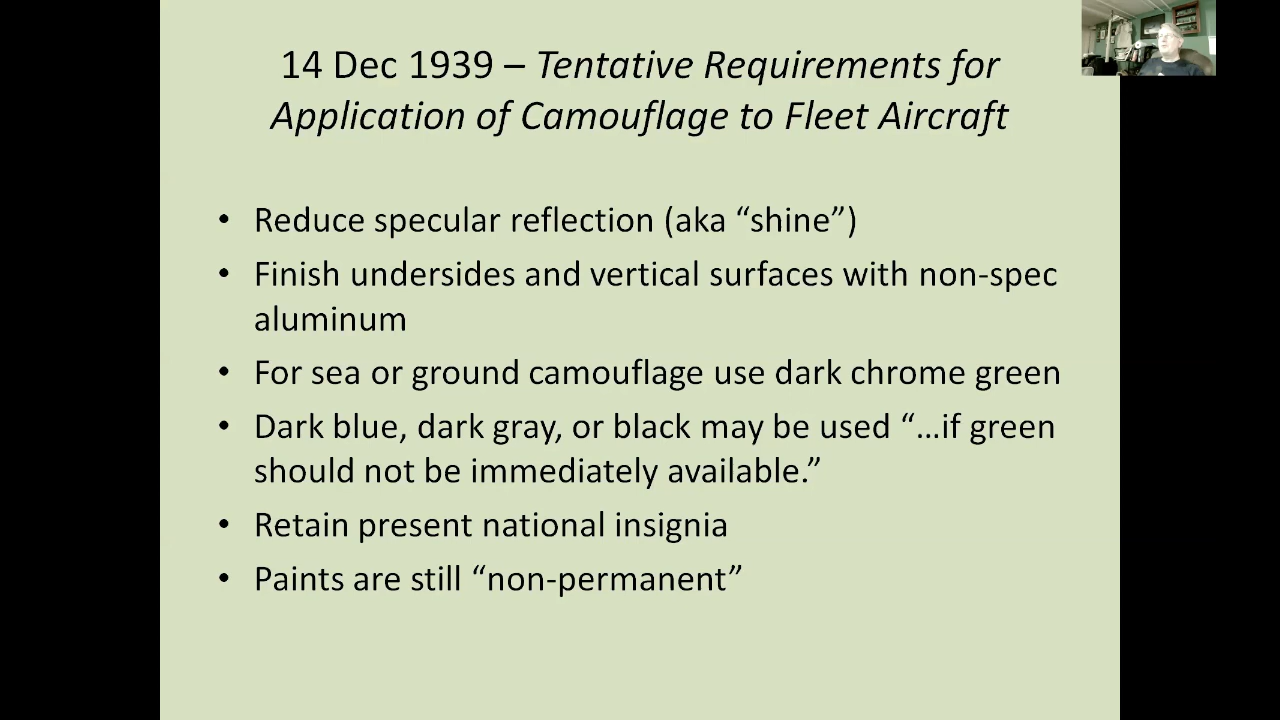 14 Dec 1939 – Tentative Requirements for
Application of Camouflage to Fleet Aircraft
• Reduce specular reflection (aka “shine”)
• Finish undersides and vertical surfaces with non-spec
aluminum
• For sea or ground camouflage use dark chrome green
• Dark blue, dark gray, or black may be used “…if green
should not be immediately available.”
• Retain present national insignia
• Paints are still “non-permanent”